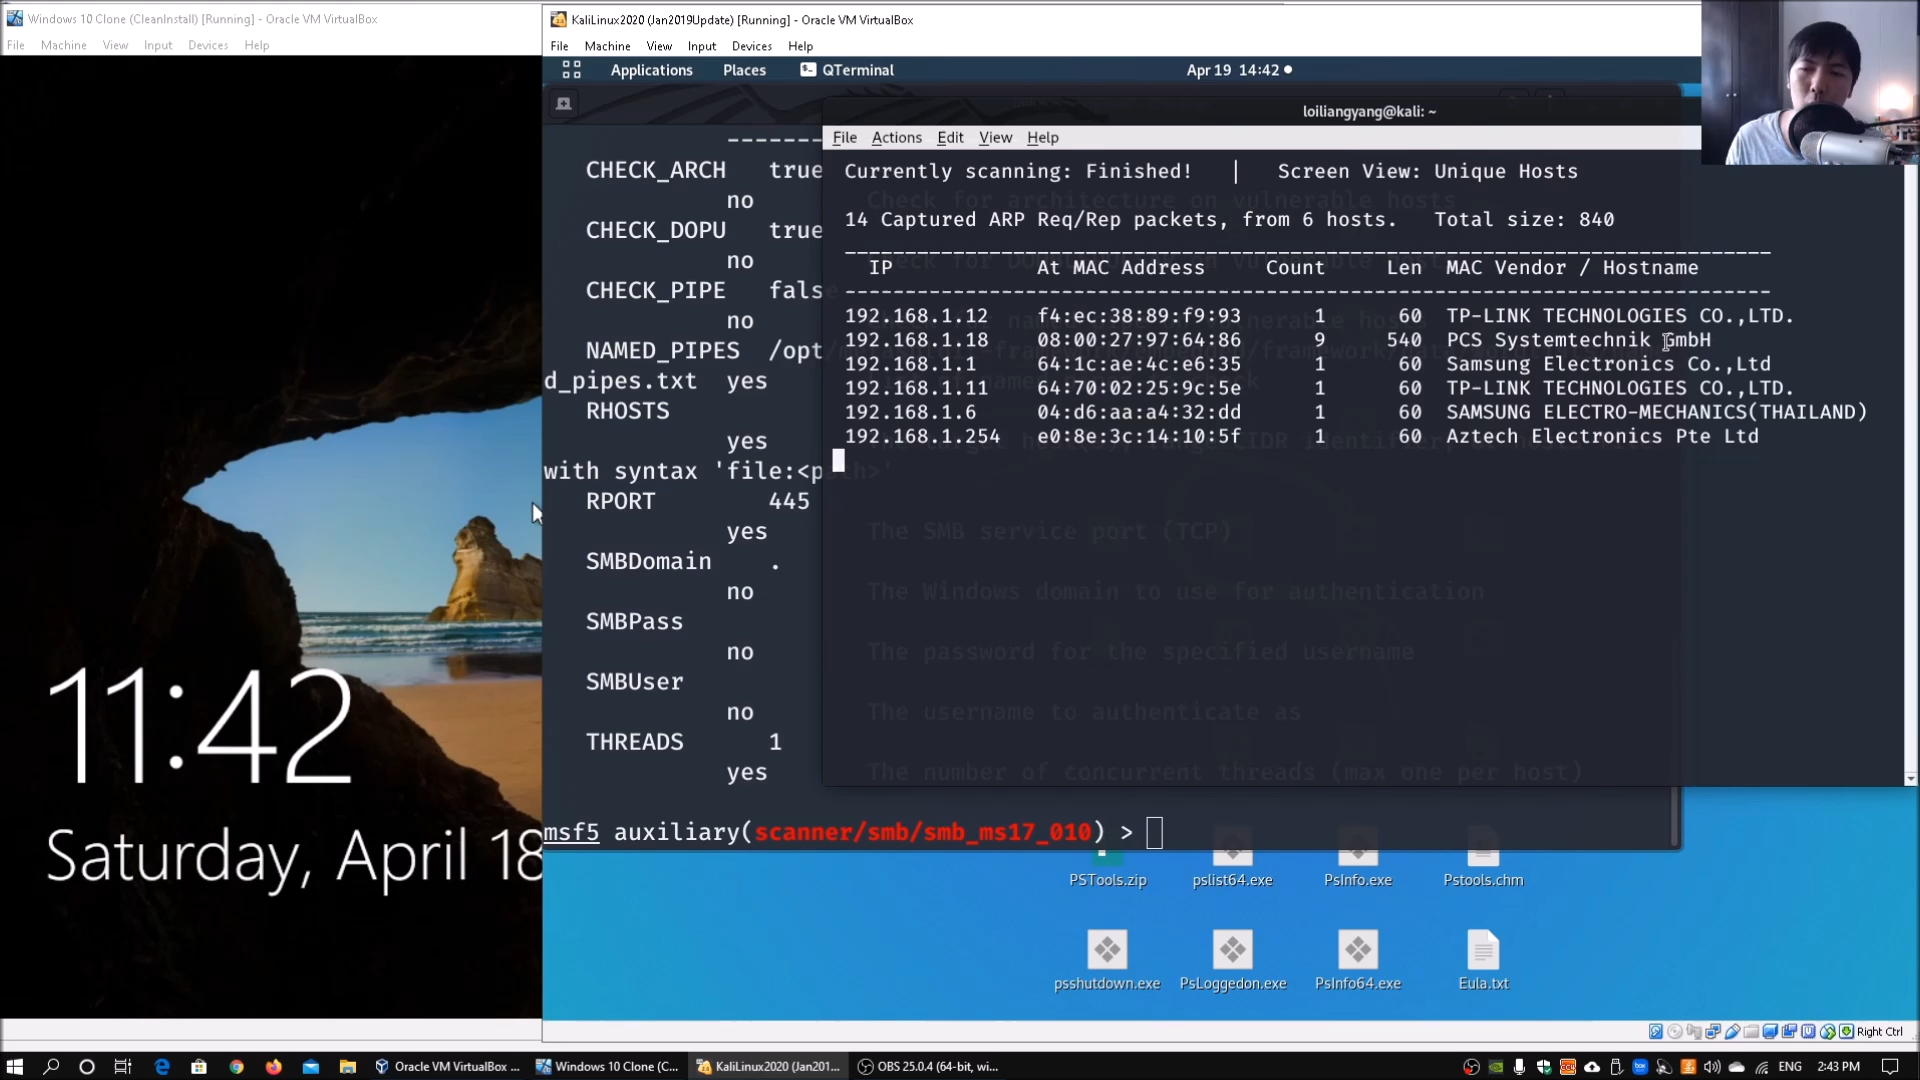 Windows 10 Clone (CleanInstall) [Running] - Oracle VM VirtualBox
File Machine View Input Devices Help
11:42
Saturday, April 18
KaliLinux2020 (Jan2019Update) [Running] - Oracle VM VirtualBox
File Machine View Input Devices Help
Applications Places QTerminal Apr 19 14:42
CHECK_ARCH true
no
CHECK_DOPU true
no
CHECK_PIPE fals
no
NAMED_PIPES /opt
d_pipes.txt yes
RHOSTS
yes
with syntax 'file:<path>'
RPORT 445
yes The SMB service port (TCP)
SMBDomain .
no The Windows domain to use for authentication
SMBPass
no The password for the specified username
SMBUser
no The username to authenticate as
THREADS 1
yes The number of concurrent threads (max one per host)
msf5 auxiliary(scanner/smb/smb_ms17_010) >
loiliangyang@kali: ~
File Actions Edit View Help
Currently scanning: Finished! | Screen View: Unique Hosts
14 Captured ARP Req/Rep packets, from 6 hosts. Total size: 840
IP At MAC Address Count Len MAC Vendor / Hostname
192.168.1.12 f4:ec:38:89:f9:93 1 60 TP-LINK TECHNOLOGIES CO.,LTD.
192.168.1.18 08:00:27:97:64:86 9 540 PCS Systemtechnik GmbH
192.168.1.1 64:1c:ae:4c:e6:35 1 60 Samsung Electronics Co.,Ltd
192.168.1.11 64:70:02:25:9c:5e 1 60 TP-LINK TECHNOLOGIES CO.,LTD.
192.168.1.6 04:d6:aa:a4:32:dd 1 60 SAMSUNG ELECTRO-MECHANICS(THAILAND)
192.168.1.254 e0:8e:3c:14:10:5f 1 60 Aztech Electronics Pte Ltd
PSTools.zip pslist64.exe PsInfo.exe Pstools.chm
psshutdown.exe PsLoggedon.exe PsInfo64.exe Eula.txt
Right Ctrl
Oracle VM VirtualBox ... Windows 10 Clone (C... KaliLinux2020 (Jan201... OBS 25.0.4 (64-bit, wi... ENG 2:43 PM